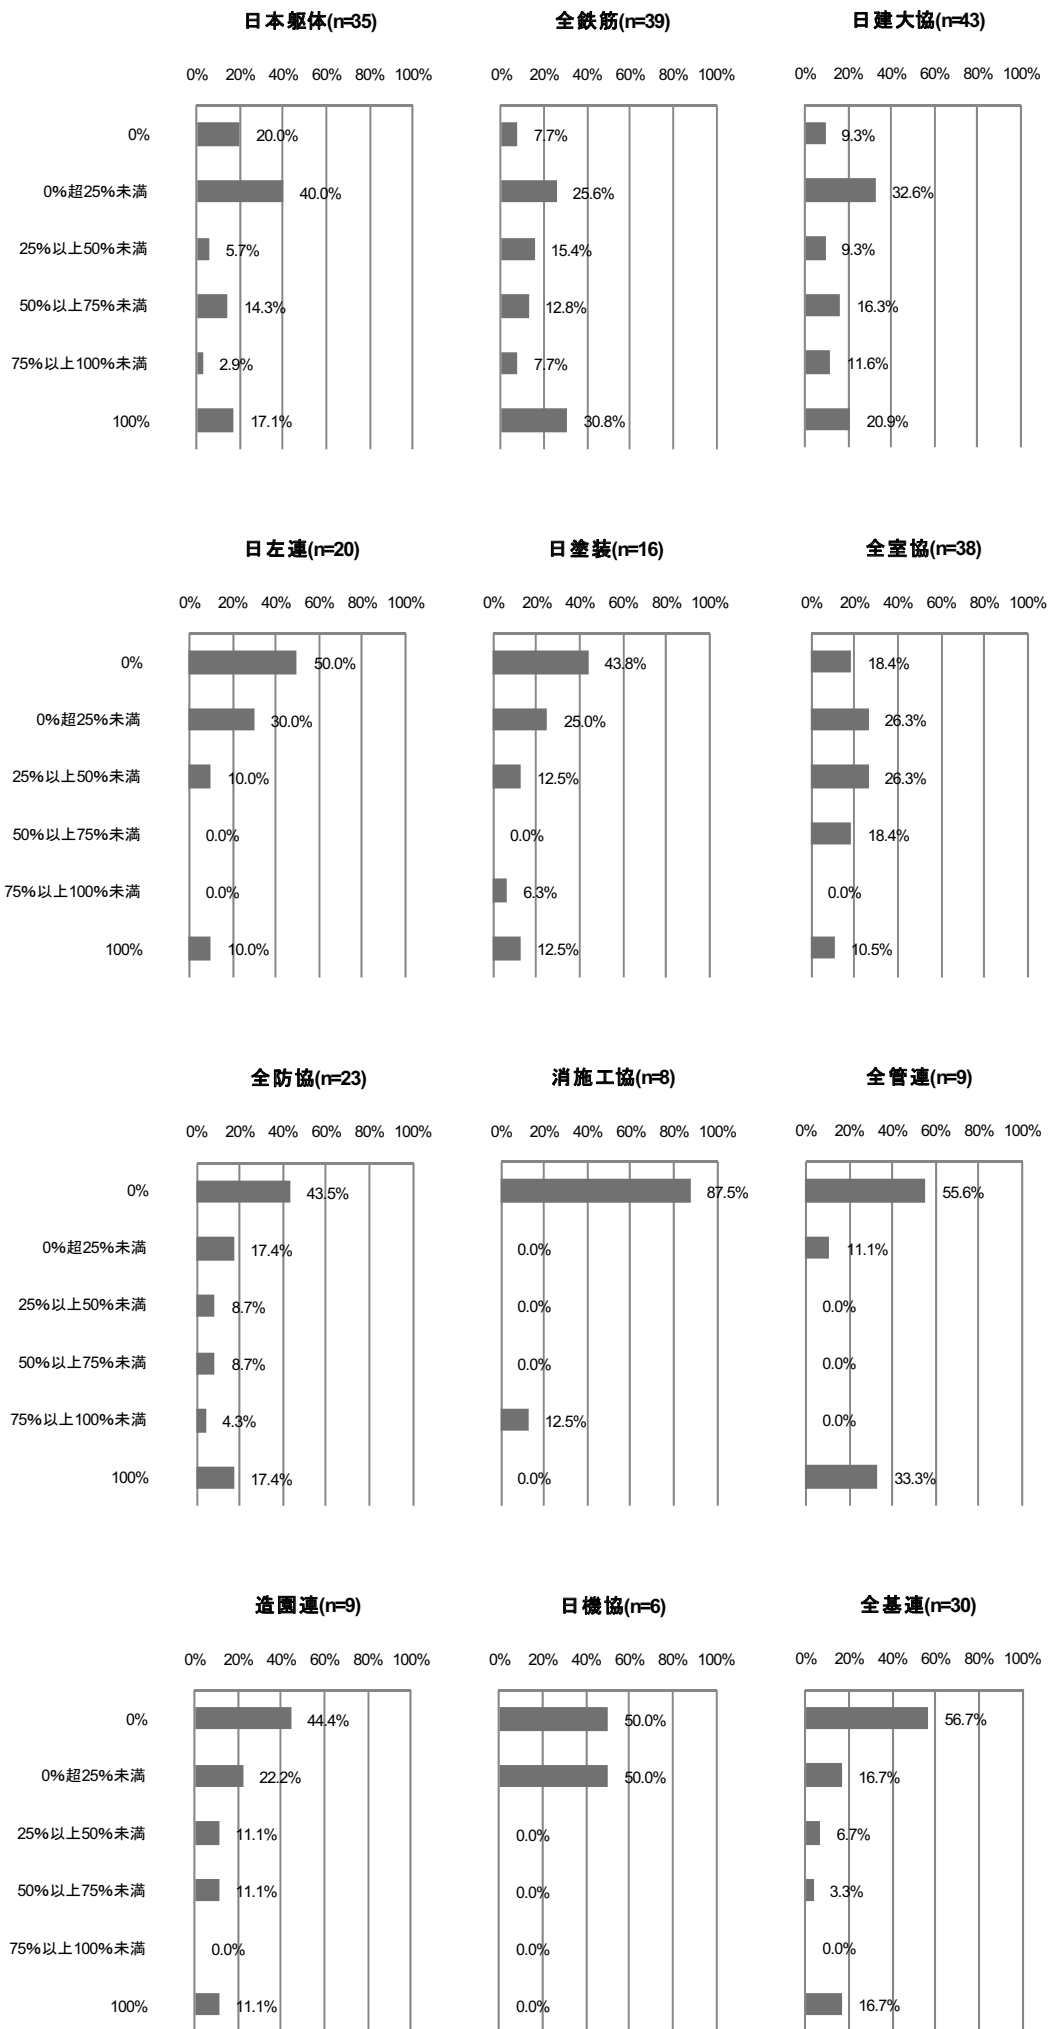 日本躯体(n=35)
全鉄筋(n=39)
日建大協(n=43)
0% 20% 40% 60% 80% 100%
0% 20% 40% 60% 80% 100%
0% 20% 40% 60% 80% 100%
0% 20.0% 7.7% 9.3%
0%超25%未満 40.0% 25.6% 32.6%
25%以上50%未満 5.7% 15.4% 9.3%
50%以上75%未満 14.3% 12.8% 16.3%
75%以上100%未満 2.9% 7.7% 11.6%
100% 17.1% 30.8% 20.9%
日左連(n=20)
日塗装(n=16)
全室協(n=38)
0% 20% 40% 60% 80% 100%
0% 20% 40% 60% 80% 100%
0% 20% 40% 60% 80% 100%
0% 50.0% 43.8% 18.4%
0%超25%未満 30.0% 25.0% 26.3%
25%以上50%未満 10.0% 12.5% 26.3%
50%以上75%未満 0.0% 0.0% 18.4%
75%以上100%未満 0.0% 6.3% 0.0%
100% 10.0% 12.5% 10.5%
全防協(n=23)
消施工協(n=8)
全管連(n=9)
0% 20% 40% 60% 80% 100%
0% 20% 40% 60% 80% 100%
0% 20% 40% 60% 80% 100%
0% 43.5% 87.5% 55.6%
0%超25%未満 17.4% 0.0% 11.1%
25%以上50%未満 8.7% 0.0% 0.0%
50%以上75%未満 8.7% 0.0% 0.0%
75%以上100%未満 4.3% 12.5% 0.0%
100% 17.4% 0.0% 33.3%
造園連(n=9)
日機協(n=6)
全基連(n=30)
0% 20% 40% 60% 80% 100%
0% 20% 40% 60% 80% 100%
0% 20% 40% 60% 80% 100%
0% 44.4% 50.0% 56.7%
0%超25%未満 22.2% 50.0% 16.7%
25%以上50%未満 11.1% 0.0% 6.7%
50%以上75%未満 11.1% 0.0% 3.3%
75%以上100%未満 0.0% 0.0% 0.0%
100% 11.1% 0.0% 16.7%